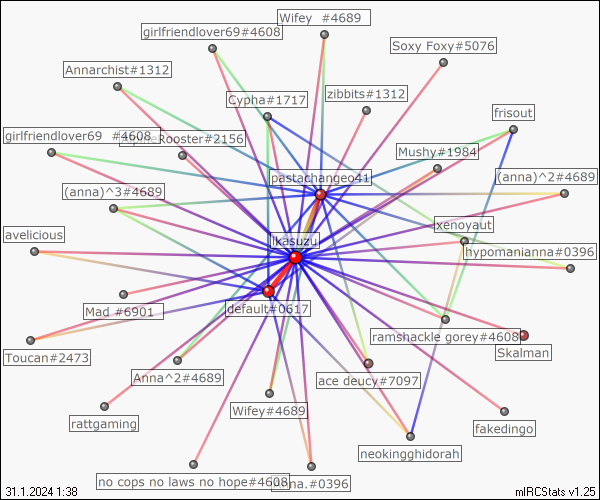 Wifey #4689
girlfriendlover69#4608
Soxy Foxy#5076
Annarchist#1312
zibbits#1312
Cypha#1717
frisout
girlfriendlover69 #4608
Rooster#2156
Mushy#1984
pastachangeo41
(anna)^2#4689
(anna)^3#4689
xenoyaut
avelicious
ikasuzu
hypomanianna#0396
Mad #6901
default#0617
ramshackle gorey#4608
Skalman
Toucan#2473
Anna^2#4689
ace deucy#7097
Wifey#4689
rattgaming
fakedingo
neokingghidorah
no cops no laws no hope#4608
#0396
31.1.2024 1:38
mIRCStats v1.25